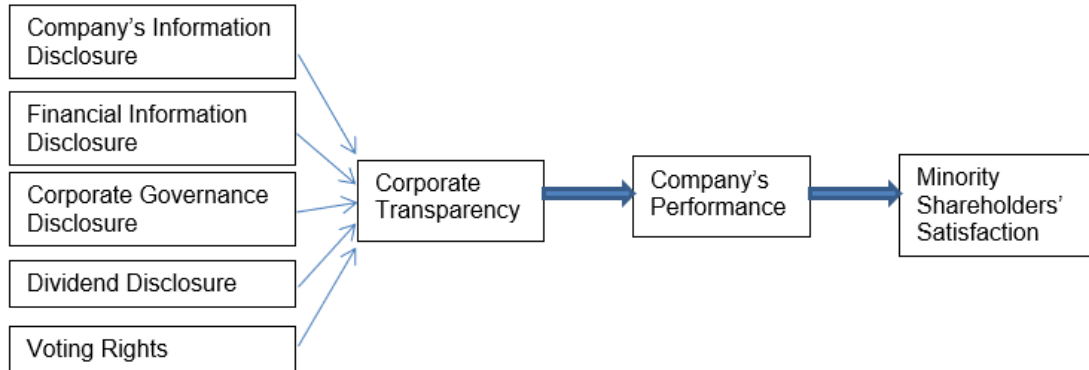 Company's Information
Disclosure
Financial Information
Disclosure
Corporate Governance
Disclosure
Dividend Disclosure
Voting Rights
Corporate
Transparency
Company's
Performance
Minority
Shareholders'
Satisfaction